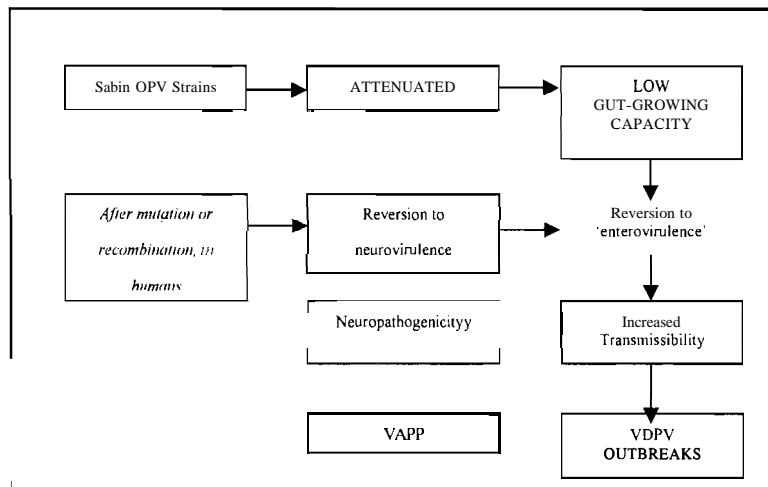 Sabin OPV Strains
ATTENUATED
LOW
GUT-GROWING
CAPACITY
After mutation or
recombination, in
humans
Reversion to
neurovirulence
Reversion to
'enterovirulence'
Neuropathogenicityy
Increased
Transmissibility
VAPP
VDPV
OUTBREAKS